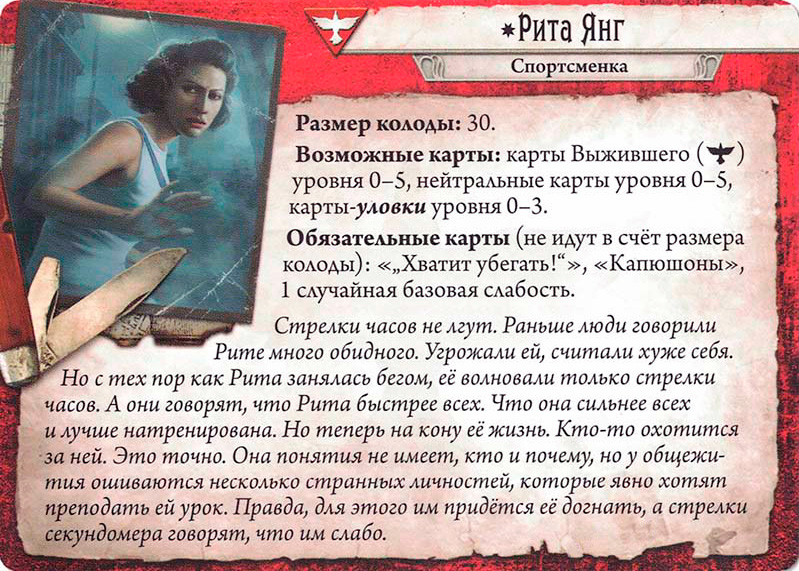 ✶Рита Янг
Спортсменка
Размер колоды: 30.
Возможные карты: карты Выжившего ( )
уровня 0–5, нейтральные карты уровня 0–5,
карты-уловки уровня 0–3.
Обязательные карты (не идут в счёт размера
колоды): «„Хватит убегать!“», «Капюшоны»,
1 случайная базовая слабость.
Стрелки часов не лгут. Раньше люди говорили
Рите много обидного. Угрожали ей, считали хуже себя.
Но с тех пор как Рита занялась бегом, её волновали только стрелки
часов. А они говорят, что Рита быстрее всех. Что она сильнее всех
и лучше натренирована. Но теперь на кону её жизнь. Кто-то охотится
за ней. Это точно. Она понятия не имеет, кто и почему, но у общежи-
тия ошиваются несколько странных личностей, которые явно хотят
преподать ей урок. Правда, для этого им придётся её догнать, а стрелки
секундомера говорят, что им слабо.